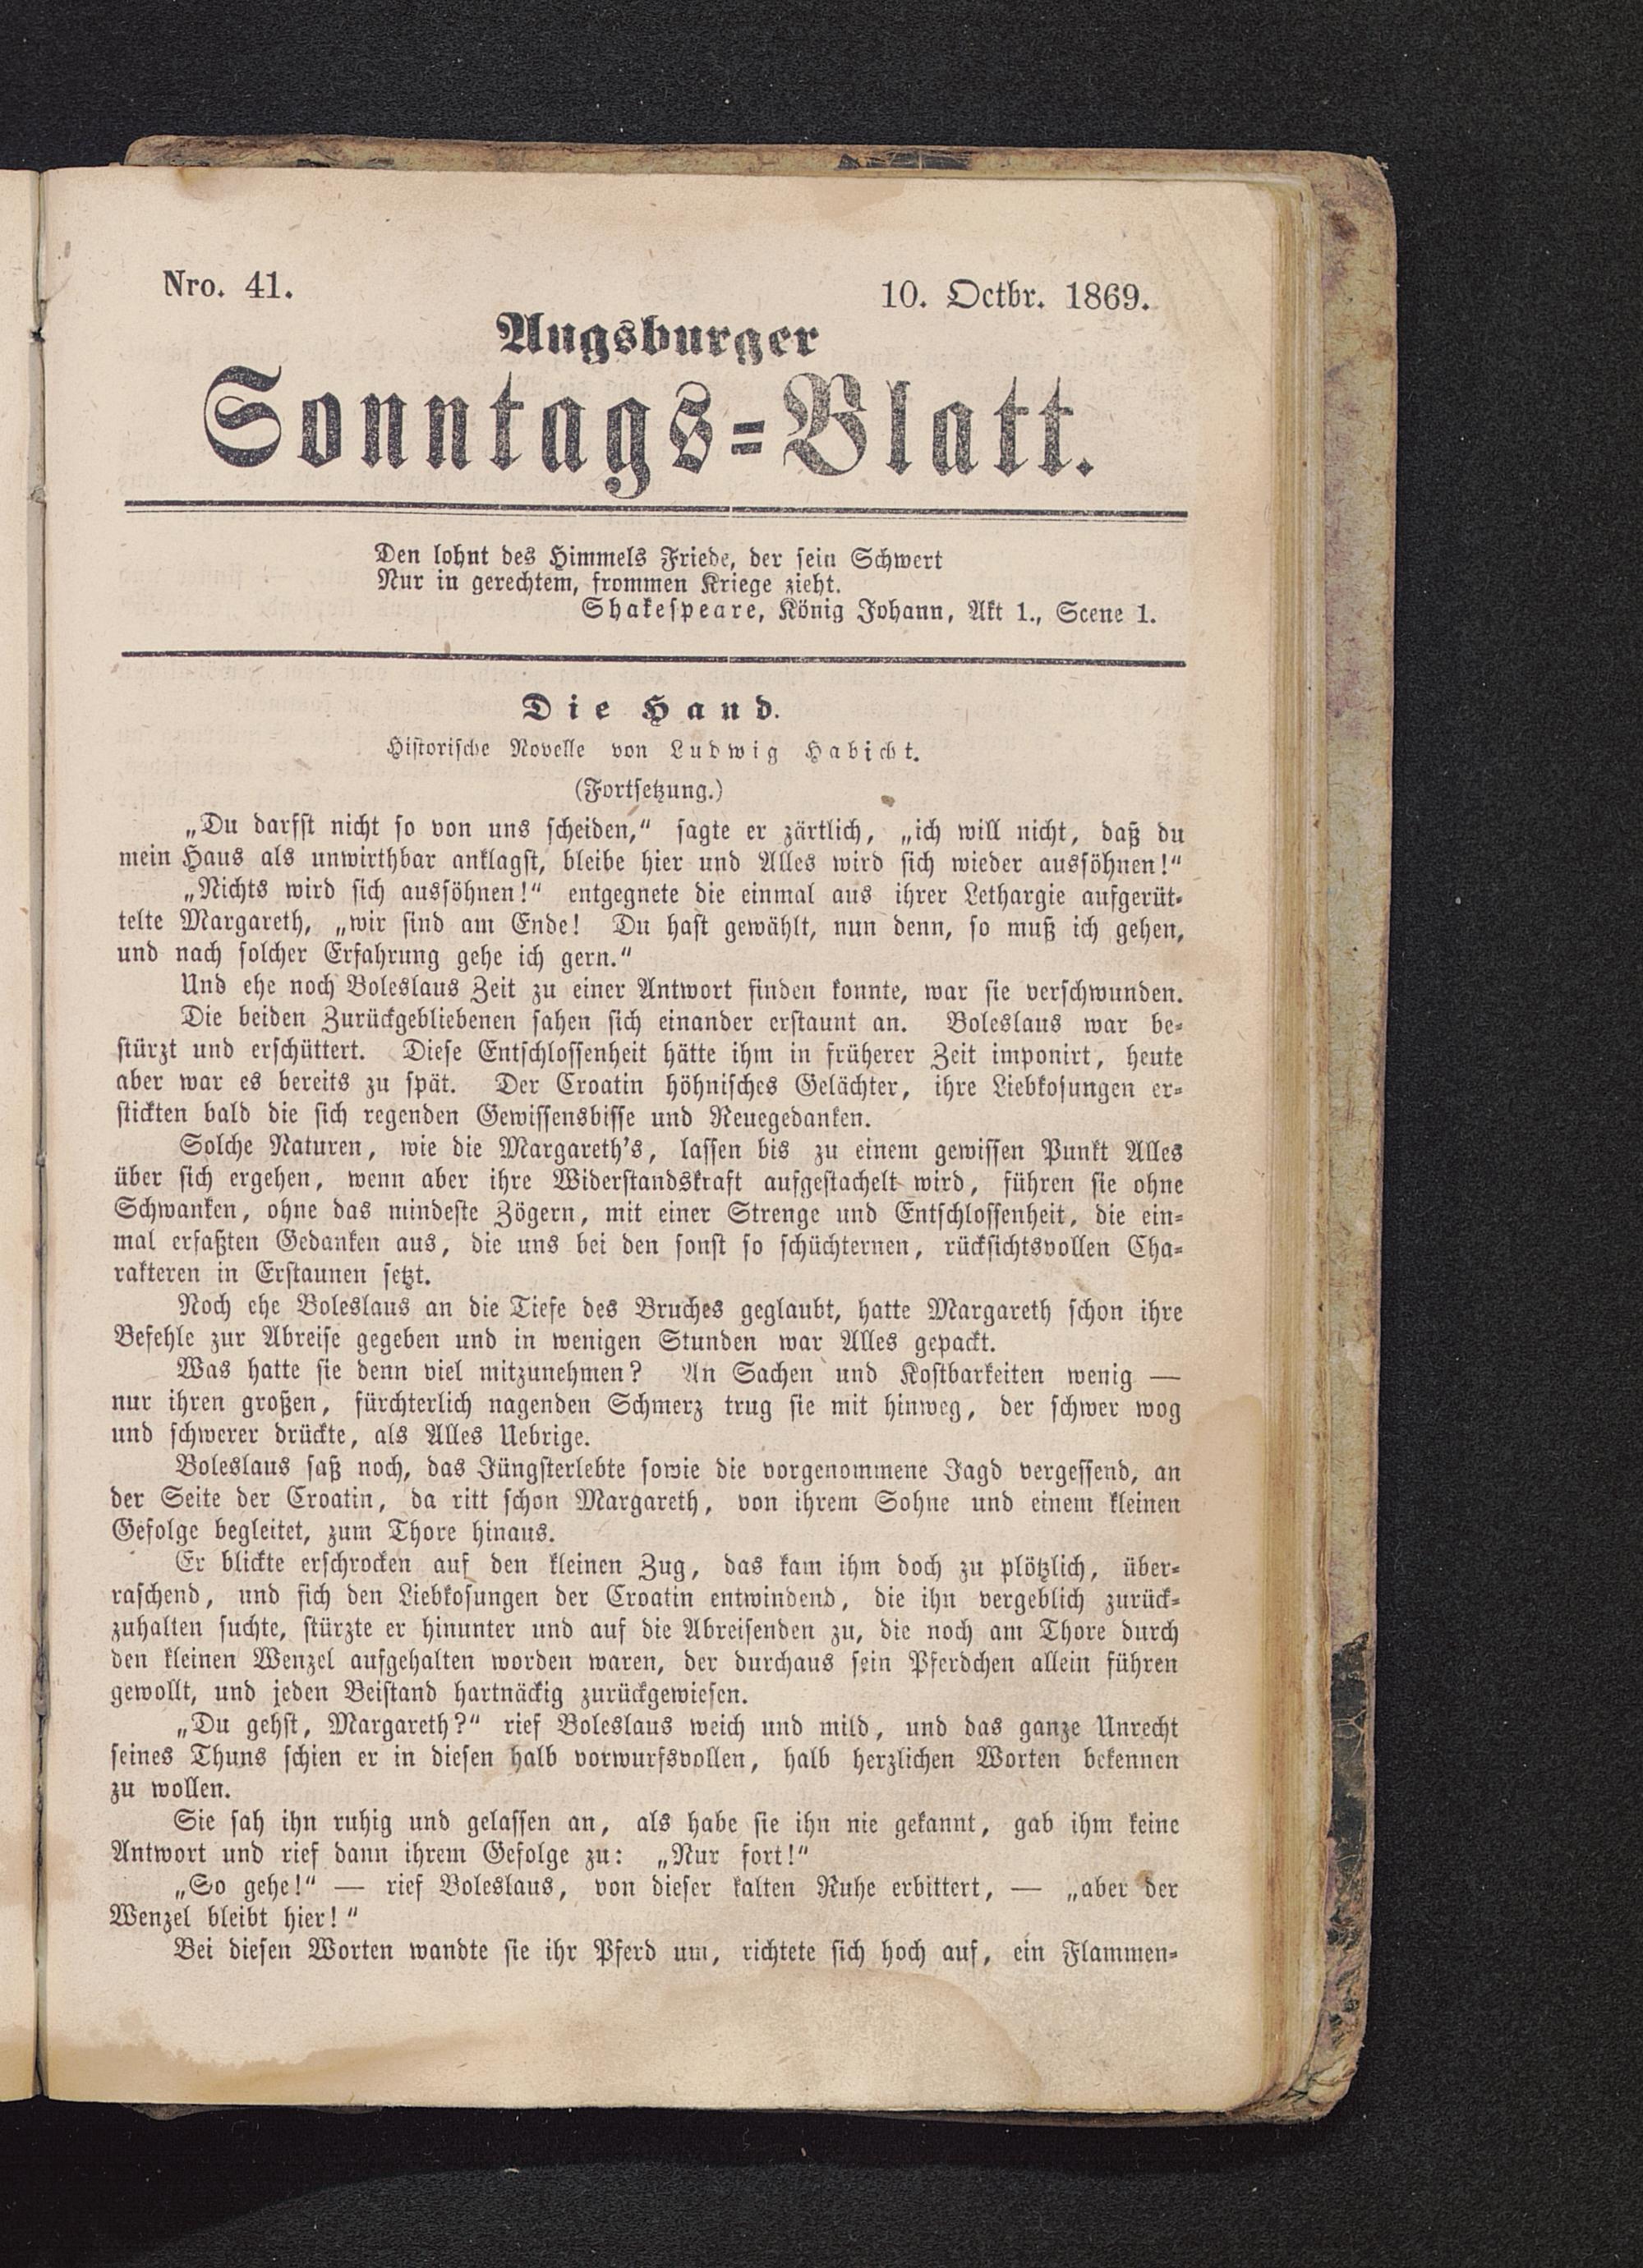 Nro. 41.
10. Octbr. 1869.
Augsburger
Sonntags=Blatt.
Den lohnt des Himmels Friede, der sein Schwert
Nur in gerechtem, frommen Kriege zieht.
Shakespeare, König Johann, Akt 1., Scene 1.
Die Hand.
Historische Novelle von Ludwig Habicht.
(Fortsetzung.)
„Du darfst nicht so von uns scheiden,“ sagte er zärtlich, „ich will nicht, daß du
mein Haus als unwirthbar anklagst, bleibe hier und Alles wird sich wieder aussöhnen!“
„Nichts wird sich aussöhnen!“ entgegnete die einmal aus ihrer Lethargie aufgerüt=
telte Margareth, „wir sind am Ende! Du hast gewählt, nun denn, so muß ich gehen,
und nach solcher Erfahrung gehe ich gern.“
Und ehe noch Boleslaus Zeit zu einer Antwort finden konnte, war sie verschwunden.
Die beiden Zurückgebliebenen sahen sich einander erstaunt an. Boleslaus war be=
stürzt und erschüttert. Diese Entschlossenheit hätte ihm in früherer Zeit imponirt, heute
aber war es bereits zu spät. Der Croatin höhnisches Gelächter, ihre Liebkosungen er=
stickten bald die sich regenden Gewissensbisse und Reuegedanken.
Solche Naturen, wie die Margareth's, lassen bis zu einem gewissen Punkt Alles
über sich ergehen, wenn aber ihre Widerstandskraft aufgestachelt wird, führen sie ohne
Schwanken, ohne das mindeste Zögern, mit einer Strenge und Entschlossenheit, die ein=
mal erfaßten Gedanken aus, die uns bei den sonst so schüchternen, rücksichtsvollen Cha=
rakteren in Erstaunen setzt.
Noch ehe Boleslaus an die Tiefe des Bruches geglaubt, hatte Margareth schon ihre
Befehle zur Abreise gegeben und in wenigen Stunden war Alles gepackt.
Was hatte sie denn viel mitzunehmen? An Sachen und Kostbarkeiten wenig —
nur ihren großen, fürchterlich nagenden Schmerz trug sie mit hinweg, der schwer wog
und schwerer drückte, als Alles Uebrige.
Boleslaus saß noch, das Jüngsterlebte sowie die vorgenommene Jagd vergessend, an
der Seite der Croatin, da ritt schon Margareth, von ihrem Sohne und einem kleinen
Gefolge begleitet, zum Thore hinaus.
Er blickte erschrocken auf den kleinen Zug, das kam ihm doch zu plötzlich, über=
raschend, und sich den Liebkosungen der Croatin entwindend, die ihn vergeblich zurück=
zuhalten suchte, stürzte er hinunter und auf die Abreisenden zu, die noch am Thore durch
den kleinen Wenzel aufgehalten worden waren, der durchaus sein Pferdchen allein führen
gewollt, und jeden Beistand hartnäckig zurückgewiesen.
„Du gehst, Margareth?“ rief Boleslaus weich und mild, und das ganze Unrecht
seines Thuns schien er in diesen halb vorwurfsvollen, halb herzlichen Worten bekennen
zu wollen.
Sie sah ihn ruhig und gelassen an, als habe sie ihn nie gekannt, gab ihm keine
Antwort und rief dann ihrem Gefolge zu: „Nur fort!“
„So gehe!“ — rief Boleslaus, von dieser kalten Ruhe erbittert, — „aber der
Wenzel bleibt hier!“
Bei diesen Worten wandte sie ihr Pferd um, richtete sich hoch auf, ein Flammen=